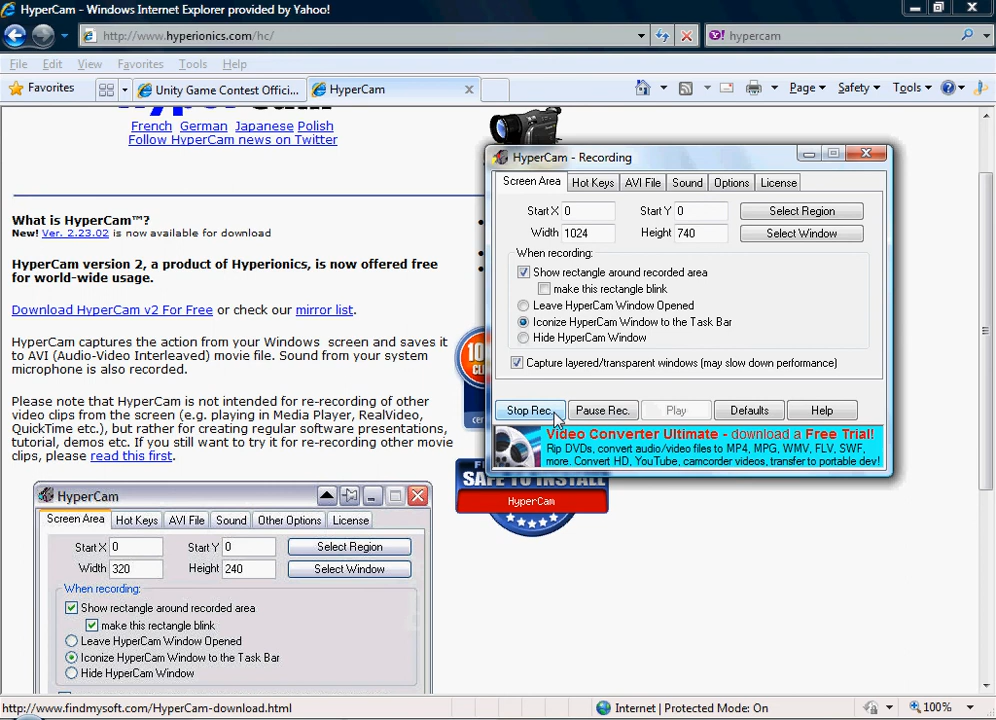 HyperCam - Windows Internet Explorer provided by Yahoo!
http://www.hyperionics.com/hc/
hypercam
File Edit View Favorites Tools Help
Favorites
Unity Game Contest Offici...
HyperCam
Page Safety Tools
French German Japanese Polish
Follow HyperCam news on Twitter
What is HyperCam™?
New! Ver. 2.23.02 is now available for download
HyperCam version 2, a product of Hyperionics, is now offered free
for world-wide usage.
Download HyperCam v2 For Free or check our mirror list.
HyperCam captures the action from your Windows screen and saves it
to AVI (Audio-Video Interleaved) movie file. Sound from your system
microphone is also recorded.
Please note that HyperCam is not intended for re-recording of other
video clips from the screen (e.g. playing in Media Player, RealVideo,
QuickTime etc.), but rather for creating regular software presentations,
tutorial, demos etc. If you still want to try it for re-recording other movie
clips, please read this first.
HyperCam
Screen Area Hot Keys AVI File Sound Other Options License
Start X 0 Start Y 0 Select Region
Width 320 Height 240 Select Window
When recording:
Show rectangle around recorded area
make this rectangle blink
Leave HyperCam Window Opened
Iconize HyperCam Window to the Task Bar
Hide HyperCam Window
HyperCam - Recording
Screen Area Hot Keys AVI File Sound Options License
Start X 0 Start Y 0 Select Region
Width 1024 Height 740 Select Window
When recording:
Show rectangle around recorded area
make this rectangle blink
Leave HyperCam Window Opened
Iconize HyperCam Window to the Task Bar
Hide HyperCam Window
Capture layered/transparent windows (may slow down performance)
Stop Rec. Pause Rec. Play Defaults Help
Video Converter Ultimate - download a Free Trial!
Rip DVDs, convert audio/video files to MP4, MPG, WMV, FLV, SWF,
more. Convert HD, YouTube, camcorder videos, transfer to portable dev!
SAFE TO INSTALL
HyperCam
http://www.findmysoft.com/HyperCam-download.html
Internet | Protected Mode: On
100%